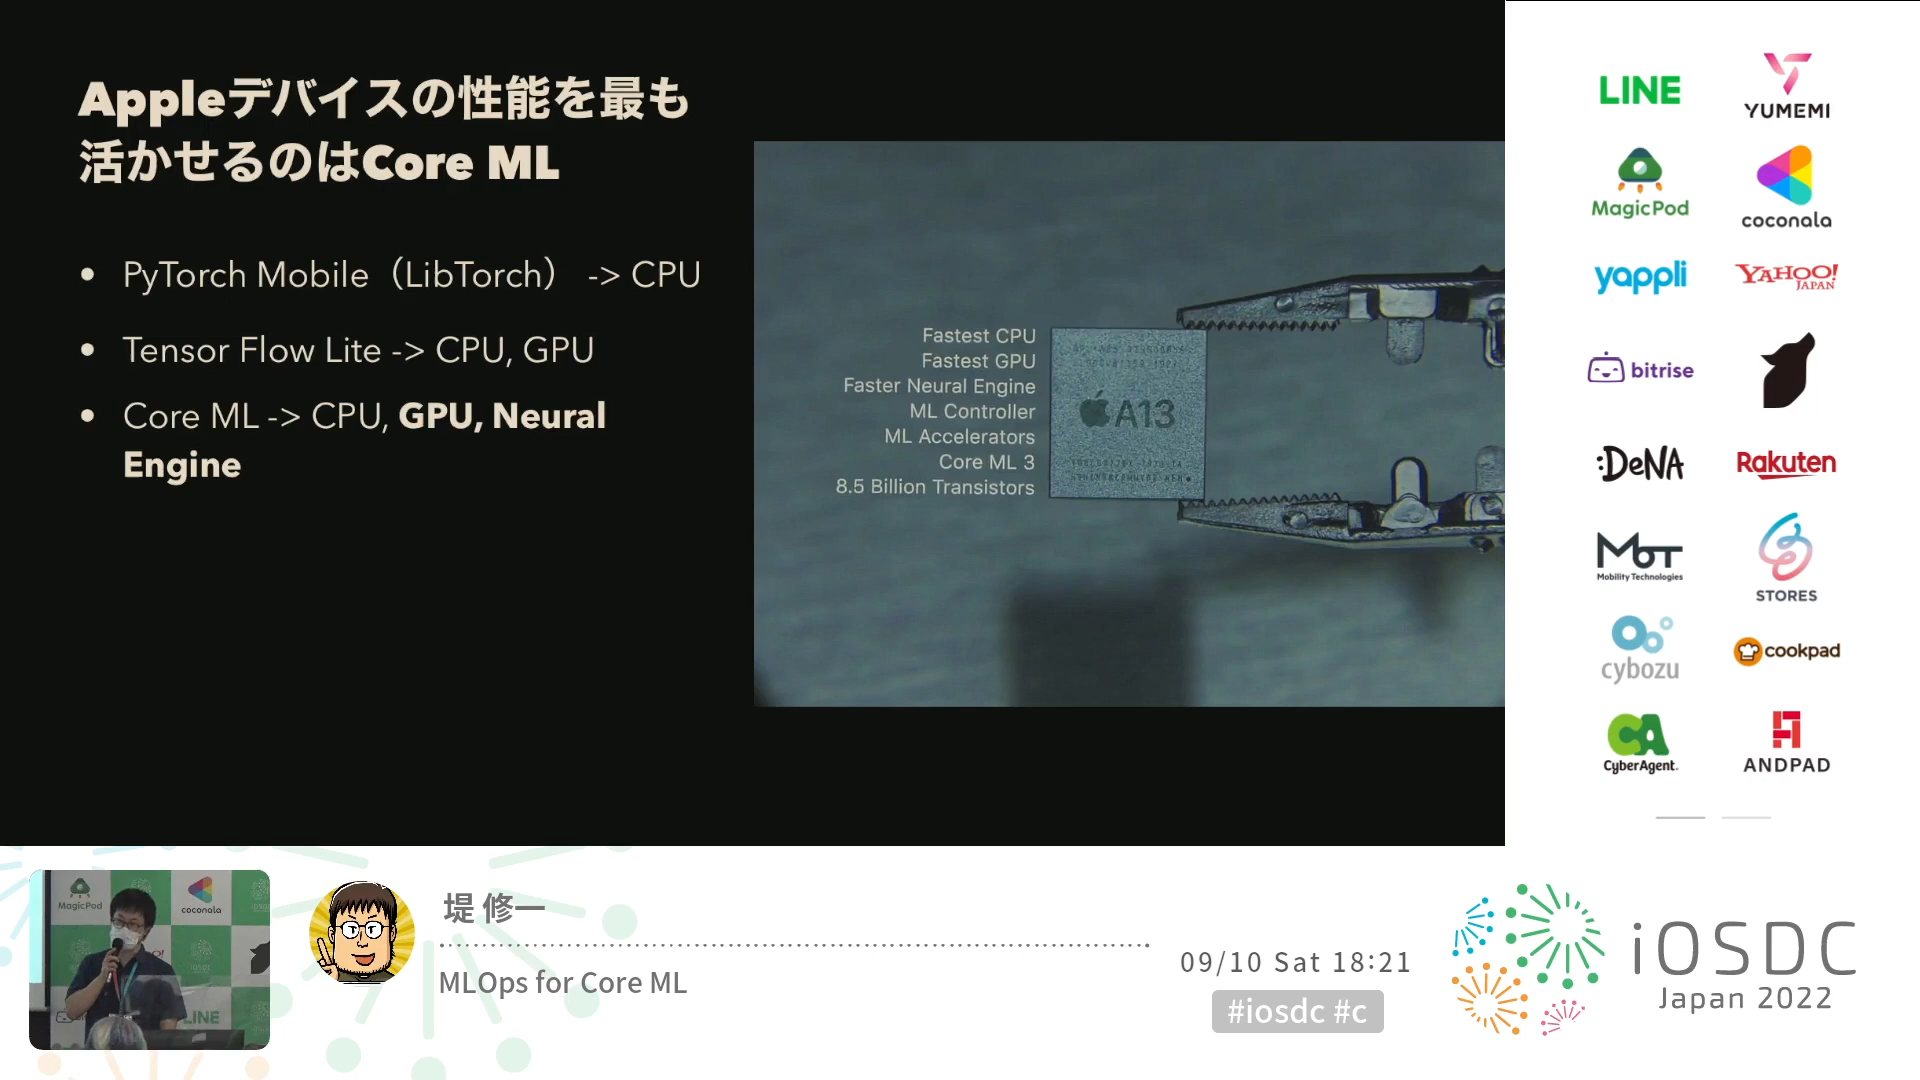 Appleデバイスの性能を最も
活かせるのはCore ML
• PyTorch Mobile（LibTorch） -> CPU
• Tensor Flow Lite -> CPU, GPU
• Core ML -> CPU, GPU, Neural
Engine
Fastest CPU
Fastest GPU
Faster Neural Engine
ML Controller
ML Accelerators
Core ML 3
8.5 Billion Transistors
A13
LINE
YUMEMI
MagicPod
coconala
yappli
YAHOO!
JAPAN
bitrise
:DeNA
Rakuten
MoT
Mobility Technologies
STORES
cybozu
cookpad
CA
CyberAgent.
ANDPAD
MagicPod
coconala
LINE
堤 修一
MLOps for Core ML
09/10 Sat 18:21
#iosdc #c
iOSDC
Japan 2022